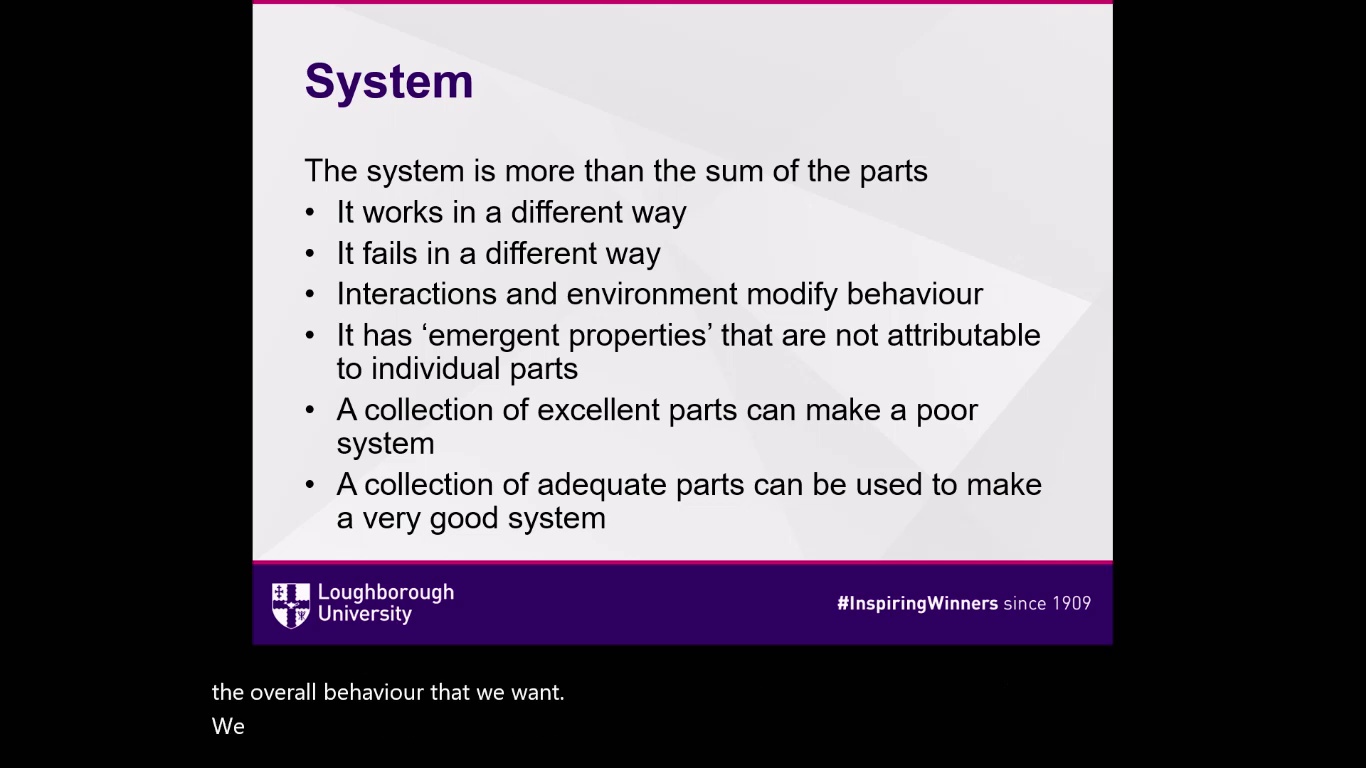 System
The system is more than the sum of the parts
• It works in a different way
• It fails in a different way
• Interactions and environment modify behaviour
• It has ‘emergent properties’ that are not attributable
to individual parts
• A collection of excellent parts can make a poor
system
• A collection of adequate parts can be used to make
a very good system
Loughborough
University
#InspiringWinners since 1909
the overall behaviour that we want.
We